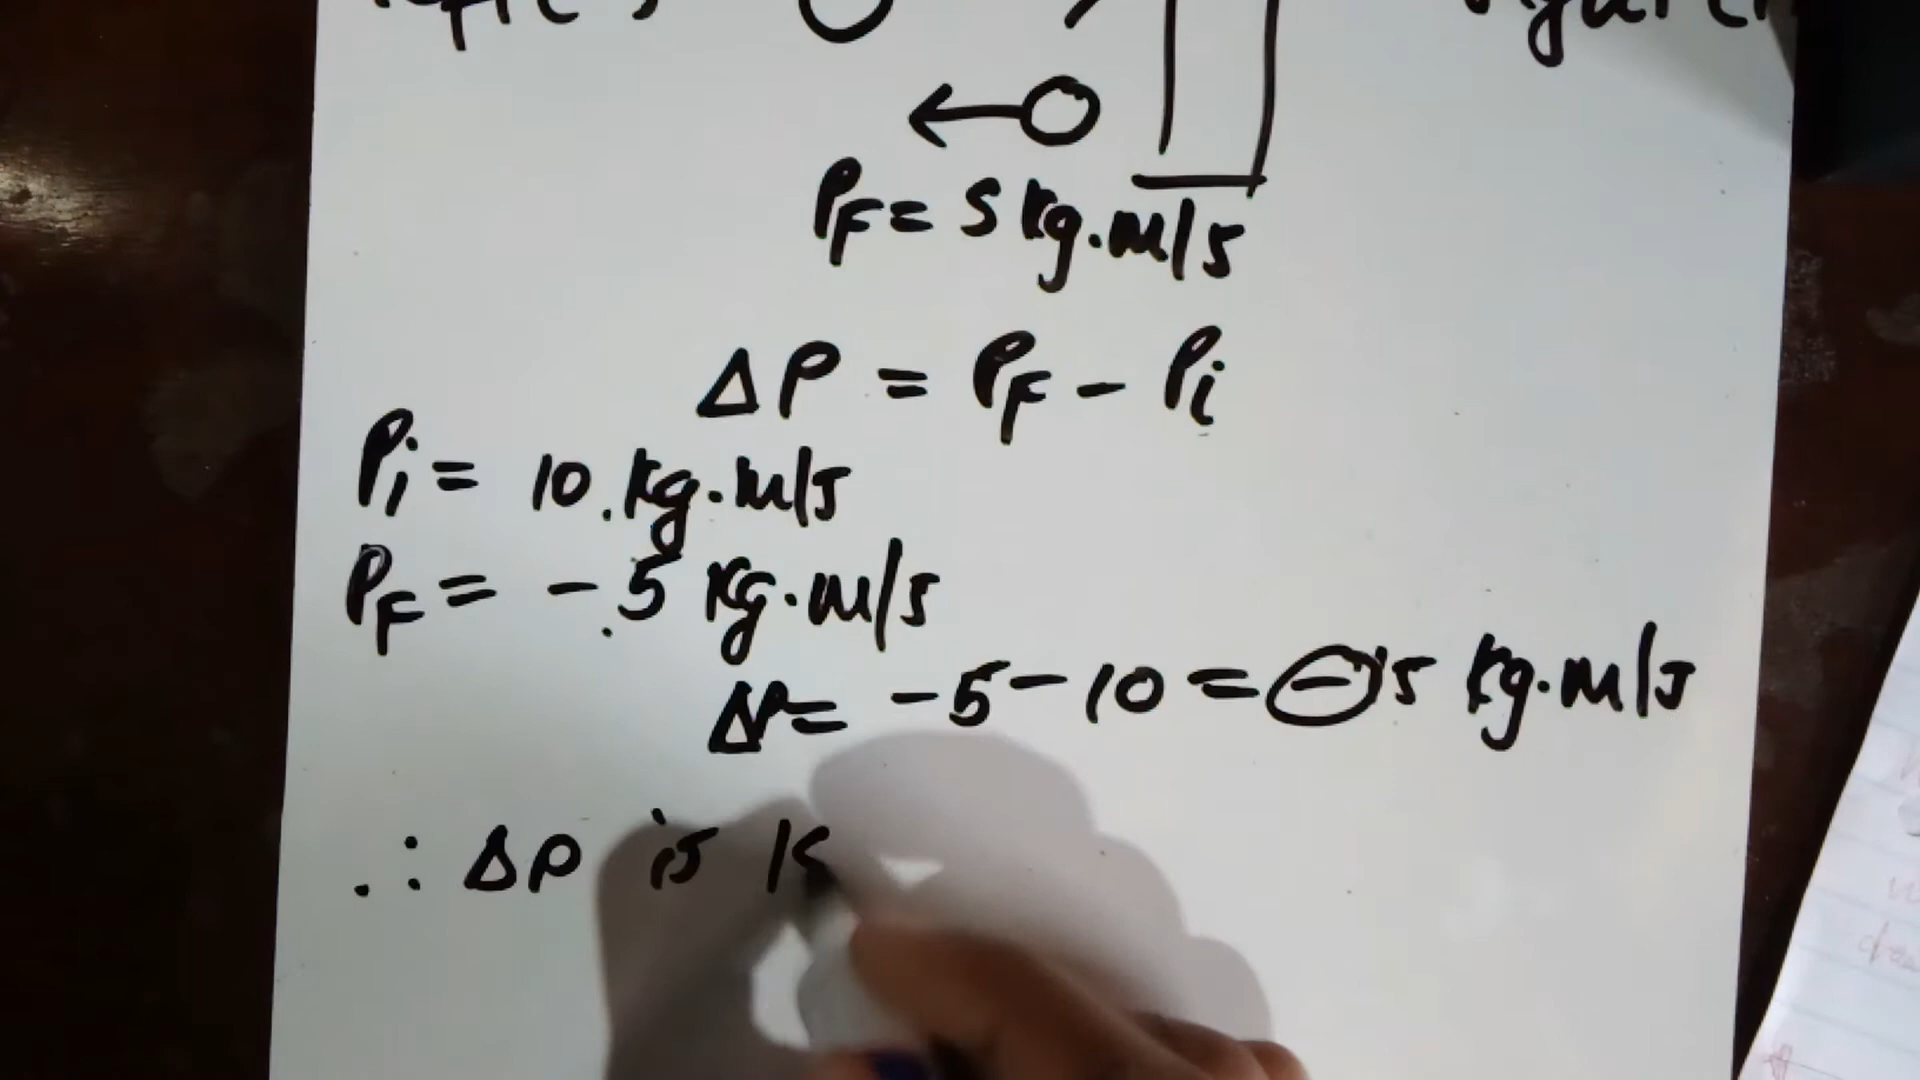 PF = 5 kg.m/s
ΔP = PF - Pi
Pi = 10 kg.m/s
PF = -5 kg.m/s
ΔP = -5 - 10 = -15 kg.m/s
∴ ΔP is 15